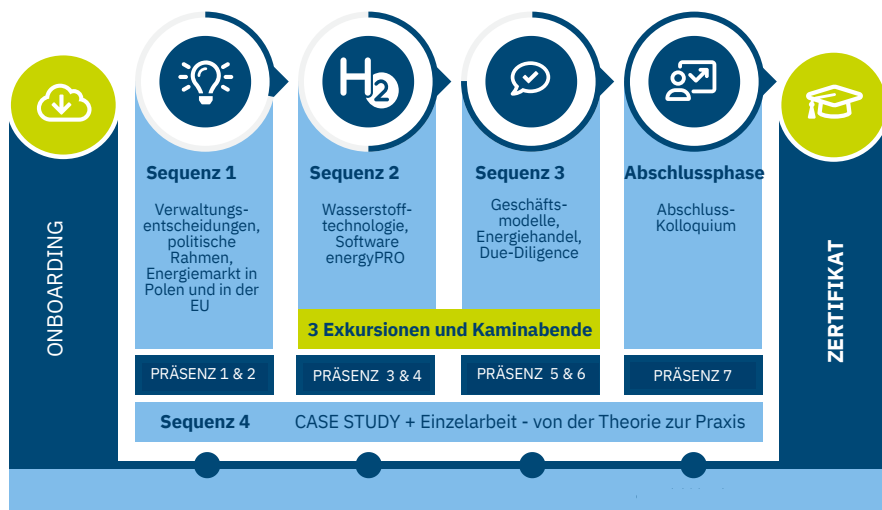 ONBOARDING
H2
Sequenz 1
Verwaltungs-
entscheidungen,
politische
Rahmen,
Energiemarkt in
Polen und in der
EU
Sequenz 2
Wasserstoff-
technologie,
Software
energyPRO
Sequenz 3
Geschäfts-
modelle,
Energiehandel,
Due-Diligence
Abschlussphase
Abschluss-
Kolloquium
3 Exkursionen und Kaminabende
PRÄSENZ 1 & 2
PRÄSENZ 3 & 4
PRÄSENZ 5 & 6
PRÄSENZ 7
Sequenz 4 CASE STUDY + Einzelarbeit - von der Theorie zur Praxis
ZERTIFIKAT